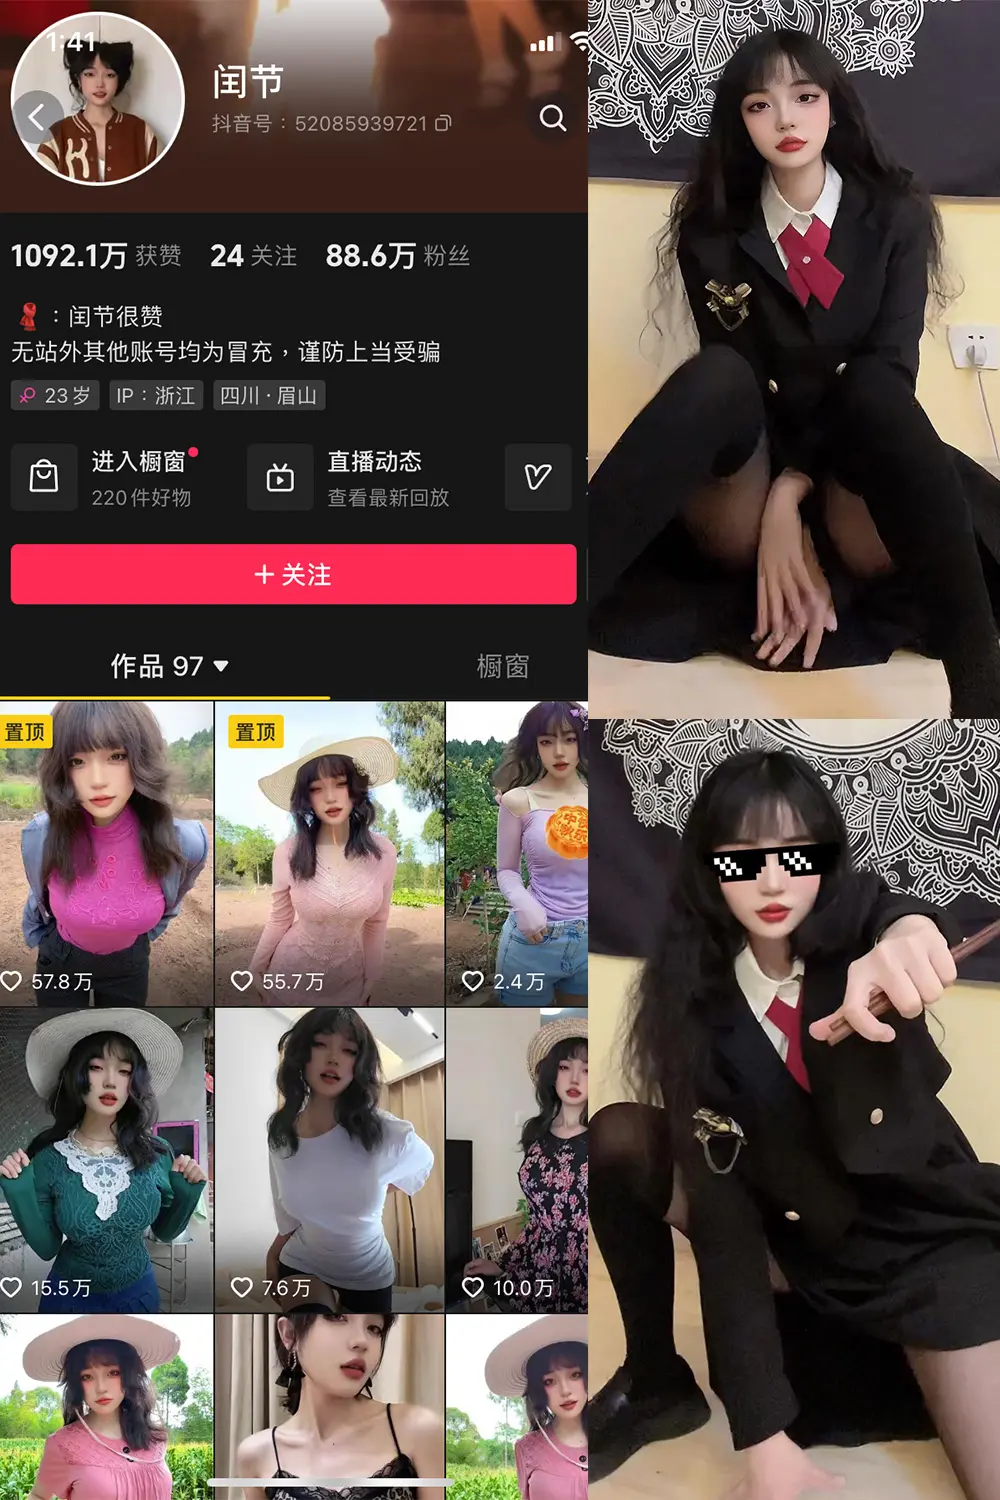 1:41
闰节
抖音号：52085939721
1092.1万 获赞 24 关注 88.6万 粉丝
：闰节很赞
无站外其他账号均为冒充，谨防上当受骗
23岁 IP：浙江 四川·眉山
进入橱窗
220件好物
直播动态
查看最新回放
+ 关注
作品 97
橱窗
置顶
置顶
57.8万
55.7万
2.4万
15.5万
7.6万
10.0万